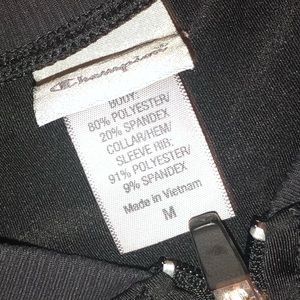 Champion
BODY:
80% POLYESTER/
20% SPANDEX
COLLAR/HEM/
SLEEVE RIB:
91% POLYESTER/
9% SPANDEX
Made in Vietnam
M